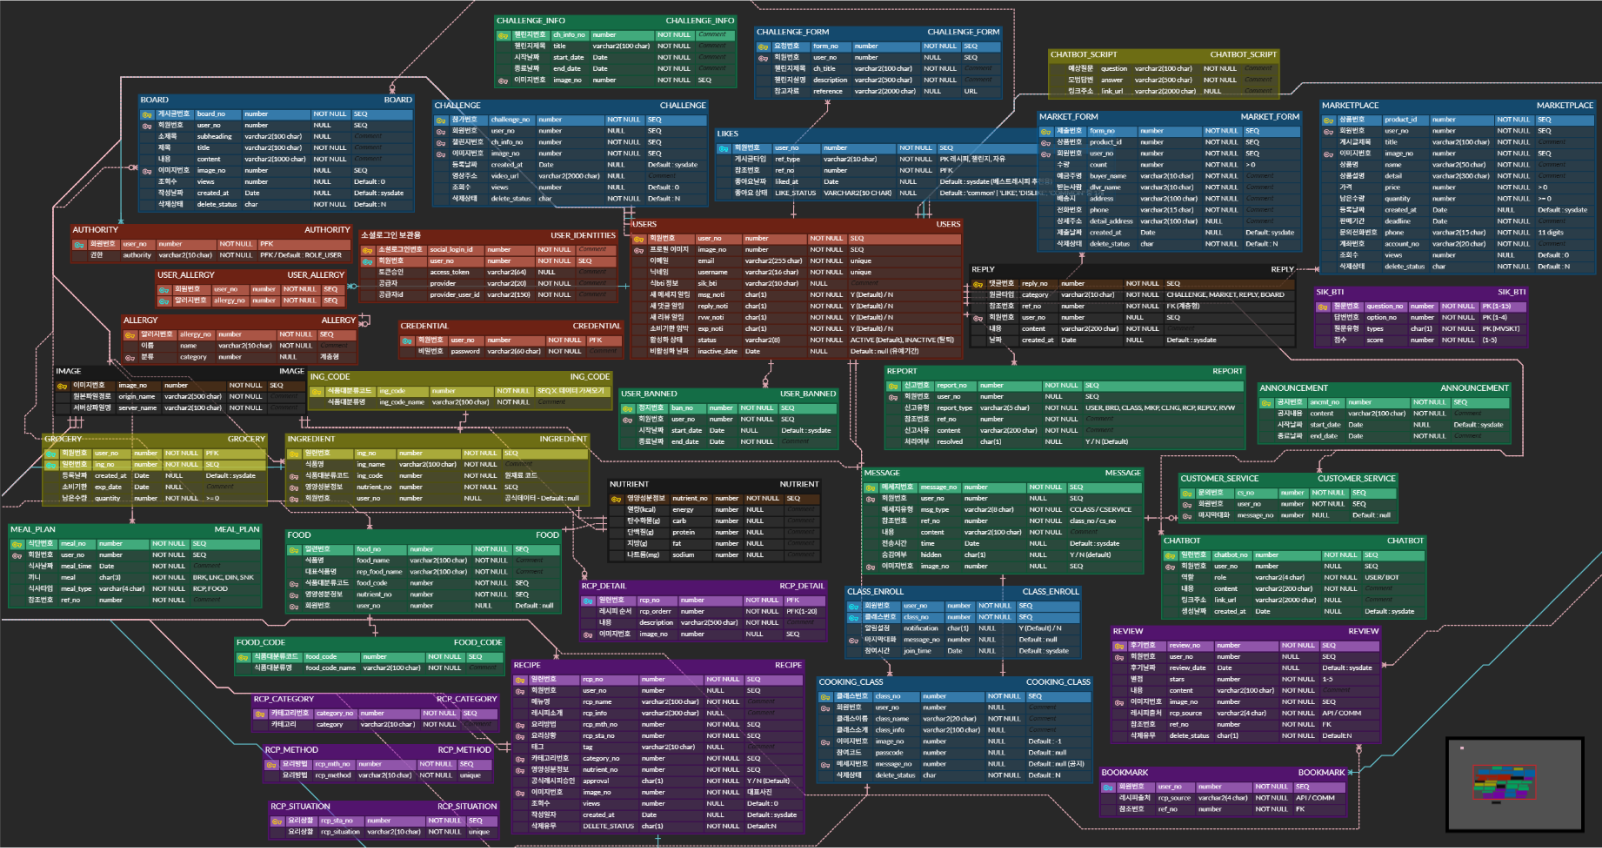 CHALLENGE_INFO CHALLENGE_INFO
챌린지번호 ch_info_no number NOT NULL
챌린지제목 title varchar2(100 char) NOT NULL
시작날짜 start_date Date NOT NULL
종료날짜 end_date Date NOT NULL
이미지번호 image_no number NOT NULL SEQ
CHALLENGE_FORM CHALLENGE_FORM
요청번호 form_no number NOT NULL SEQ
회원번호 user_no number NOT NULL SEQ
챌린지제목 ch_title varchar2(100 char) NOT NULL
챌린지설명 description varchar2(500 char) NOT NULL
참고자료 reference varchar2(2000 char) NULL URL
CHATBOT_SCRIPT CHATBOT_SCRIPT
예상질문 question varchar2(100 char) NOT NULL
모범답변 answer varchar2(500 char) NOT NULL
링크주소 link_url varchar2(2000 char) NULL
BOARD BOARD
게시글번호 board_no number NOT NULL SEQ
회원번호 user_no number NULL SEQ
소제목 subheading varchar2(100 char) NULL
제목 title varchar2(100 char) NOT NULL
내용 content varchar2(1000 char) NOT NULL
이미지번호 image_no number NULL SEQ
조회수 views number NULL Default : 0
작성날짜 created_at Date NULL Default : sysdate
삭제상태 delete_status char NOT NULL Default : N
CHALLENGE CHALLENGE
참가번호 challenge_no number NOT NULL SEQ
회원번호 user_no number NULL SEQ
챌린지번호 ch_info_no number NOT NULL SEQ
이미지번호 image_no number NOT NULL SEQ
등록날짜 created_at Date NULL Default : sysdate
영상주소 video_url varchar2(2000 char) NULL
조회수 views number NULL Default : 0
삭제상태 delete_status char NOT NULL Default : N
LIKES
회원번호 user_no number NULL SEQ
게시글타입 ref_type varchar2(10 char) NULL PK 레시피, 챌린지, 자유
참조번호 ref_no number NULL PFK
좋아요날짜 liked_at Date NULL
좋아요 상태 LIKE_STATUS VARCHAR2(10 CHAR) NULL
MARKET_FORM MARKET_FORM
제출번호 form_no number NOT NULL SEQ
상품번호 product_id number NOT NULL SEQ
회원번호 user_no number NULL SEQ
수량 count number NOT NULL > 0
예금주명 buyer_name varchar2(10 char) NOT NULL
받는사람 dlvr_name varchar2(10 char) NOT NULL
배송시 address varchar2(100 char) NOT NULL
전화번호 phone varchar2(15 char) NOT NULL
상세주소 detail_address varchar2(100 char) NOT NULL
제출날짜 created_at Date NULL Default: sysdate
삭제상태 delete_status char NOT NULL Default : N
MARKETPLACE MARKETPLACE
상품번호 product_id number NOT NULL SEQ
회원번호 user_no number NULL SEQ
게시글제목 title varchar2(100 char) NOT NULL
이미지번호 image_no number NOT NULL SEQ
상품명 name varchar2(50 char) NOT NULL
상품설명 detail varchar2(300 char) NOT NULL
가격 price number NOT NULL > 0
남은수량 quantity number NOT NULL >= 0
등록날짜 created_at Date NULL Default : sysdate
판매기간 deadline Date NOT NULL
문의전화번호 phone varchar2(15 char) NOT NULL 11 digits
계좌번호 account_no varchar2(20 char) NOT NULL
조회수 views number NULL Default : 0
삭제상태 delete_status char NOT NULL Default : N
AUTHORITY AUTHORITY
회원번호 user_no number NOT NULL PFK
권한 authority varchar2(10 char) NOT NULL PFK / Default : ROLE_USER
소셜로그인 보관용 USER_IDENTITIES
소셜로그인번호 social_login_id number NOT NULL
회원번호 user_no number NOT NULL SEQ
토큰승인 access_token varchar2(64) NULL
공급자 provider varchar2(20) NOT NULL
공급자id provider_user_id varchar2(150) NOT NULL
USERS USERS
회원번호 user_no number NOT NULL SEQ
프로필 이미지 image_no number NOT NULL SEQ
이메일 email varchar2(255 char) NULL unique
닉네임 username varchar2(16 char) NULL unique
식bti 정보 sik_bti varchar2(10 char) NULL
새 메시지 알림 msg_noti char(1) NOT NULL Y (Default) / N
새 댓글 알림 reply_noti char(1) NOT NULL Y (Default) / N
새 리뷰 알림 rvw_noti char(1) NOT NULL Y (Default) / N
소비기한 임박 exp_noti char(1) NOT NULL Y (Default) / N
활성화 상태 status varchar2(8) NOT NULL ACTIVE (Default), INACTIVE (탈퇴)
비활성화 날짜 inactive_date Date NULL Default : null (유예기간)
USER_ALLERGY USER_ALLERGY
회원번호 user_no number NOT NULL SEQ
알러지번호 allergy_no number NOT NULL SEQ
REPLY REPLY
댓글번호 reply_no number NOT NULL SEQ
원글타입 category varchar2(10 char) NOT NULL CHALLENGE, MARKET, REPLY, BOARD
참조번호 ref_no number NOT NULL FK (계층형)
회원번호 user_no number NULL SEQ
내용 content varchar2(200 char) NOT NULL
날짜 created_at Date NULL Default : sysdate
SIK_BTI SIK_BTI
질문번호 question_no number NOT NULL PK (1-15)
답변번호 option_no number NOT NULL PK (1-4)
질문유형 types char(1) NOT NULL PK (MVSKT)
점수 score number NOT NULL (1-5)
ALLERGY ALLERGY
알러지번호 allergy_no number NOT NULL SEQ
이름 name varchar2(10 char) NOT NULL
분류 category number NULL 계층형
CREDENTIAL CREDENTIAL
회원번호 user_no number NOT NULL PFK
비밀번호 password varchar2(60 char) NOT NULL
IMAGE IMAGE
이미지번호 image_no number NOT NULL SEQ
원본파일경로 origin_name varchar2(500 char) NOT NULL
서버상파일명 server_name varchar2(100 char) NOT NULL
ING_CODE ING_CODE
식품대분류코드 ing_code number NOT NULL SEQ X 데이터 가져오기
식품대분류명 ing_code_name varchar2(100 char) NOT NULL
USER_BANNED USER_BANNED
정지번호 ban_no number NOT NULL SEQ
회원번호 user_no number NOT NULL SEQ
시작날짜 start_date Date NULL Default : sysdate
종료날짜 end_date Date NOT NULL
REPORT REPORT
신고번호 report_no number NOT NULL SEQ
회원번호 user_no number NULL SEQ
신고유형 report_type varchar2(5 char) NOT NULL USER, BRD, CLASS, MKP, CLNG, RCP, REPLY, RVW
참조번호 ref_no number NOT NULL
신고사유 content varchar2(200 char) NOT NULL
처리여부 resolved char(1) NULL Y / N (Default)
ANNOUNCEMENT ANNOUNCEMENT
공지번호 ancmt_no number NOT NULL SEQ
공지내용 content varchar2(100 char) NOT NULL
시작날짜 start_date Date NULL Default : sysdate
종료날짜 end_date Date NOT NULL
GROCERY GROCERY
회원번호 user_no number NOT NULL PFK
질린번호 ing_no number NOT NULL SEQ
등록날짜 created_at Date NULL Default : sysdate
소비기한 exp_date Date NULL
남은수량 quantity number NOT NULL >= 0
INGREDIENT INGREDIENT
질린번호 ing_no number NOT NULL SEQ
식품명 ing_name varchar2(100 char) NOT NULL
식품대분류코드 ing_code number NOT NULL 원재료 코드
영양성분정보 nutrient_no number NOT NULL SEQ
회원번호 user_no number NULL 공식데이터 - Default : null
NUTRIENT NUTRIENT
영양성분정보 nutrient_no number NOT NULL SEQ
열량(kcal) energy number NULL
탄수화물(g) carb number NULL
단백질(g) protein number NULL
지방(g) fat number NULL
나트륨(mg) sodium number NULL
MESSAGE MESSAGE
메세지번호 message_no number NOT NULL SEQ
회원번호 user_no number NULL SEQ
메세지유형 msg_type varchar2(8 char) NOT NULL CCLASS / CSERVICE
참조번호 ref_no number NOT NULL class_no / cs_no
내용 content varchar2(100 char) NOT NULL
전송시간 time Date NULL Default : sysdate
숨김여부 hidden char(1) NULL Y / N (default)
이미지번호 image_no number NOT NULL SEQ
CUSTOMER_SERVICE CUSTOMER_SERVICE
문의번호 cs_no number NOT NULL SEQ
회원번호 user_no number NULL SEQ
마지막대화 message_no number NULL Default : null
MEAL_PLAN MEAL_PLAN
식단번호 meal_no number NOT NULL SEQ
회원번호 user_no number NOT NULL SEQ
식사날짜 meal_time Date NOT NULL
끼니 meal char(3) NOT NULL BRK, LNC, DIN, SNK
식사타입 meal_type varchar(4 char) NOT NULL RCP, FOOD
참조번호 ref_no number NOT NULL
FOOD FOOD
food_no number NOT NULL SEQ
식품명 food_name varchar2(100 char) NOT NULL
대표식품명 rep_food_name varchar2(100 char) NOT NULL
식품대분류코드 food_code number NOT NULL SEQ
영양성분정보 nutrient_no number NOT NULL SEQ
회원번호 user_no number NULL Default : null
CHATBOT CHATBOT
chatbot_no number NOT NULL SEQ
회원번호 user_no number NOT NULL SEQ
역할 role varchar2(4 char) NOT NULL USER / BOT
내용 content varchar2(200 char) NOT NULL
링크주소 link_url varchar2(2000 char) NULL
생성날짜 created_at Date NULL Default : sysdate
RCP_DETAIL RCP_DETAIL
rcp_no number NOT NULL PFK
레시피 순서 rcp_orderr number NOT NULL PFK(1-20)
내용 description varchar2(500 char) NOT NULL
이미지번호 image_no number NOT NULL SEQ
CLASS_ENROLL CLASS_ENROLL
회원번호 user_no number NOT NULL SEQ
클래스번호 class_no number NOT NULL SEQ
알림설정 notification char(1) NULL Y (Default) / N
마지막대화 message_no number NULL Default : null
참여시간 join_time Date NULL Default : sysdate
FOOD_CODE FOOD_CODE
식품대분류코드 food_code number NOT NULL SEQ
식품대분류명 food_code_name varchar2(100 char) NOT NULL
REVIEW REVIEW
후기번호 review_no number NOT NULL SEQ
회원번호 user_no number NULL SEQ
후기날짜 review_date Date NULL Default : sysdate
별점 stars number NOT NULL 1-5
내용 content varchar2(100 char) NOT NULL
이미지번호 image_no number NOT NULL SEQ
레시피출처 rcp_source varchar2(4 char) NOT NULL API / COMM
참조번호 ref_no number NOT NULL FK
삭제유무 delete_status char(1) NOT NULL Default:N
RECIPE RECIPE
rcp_no number NOT NULL SEQ
회원번호 user_no number NULL SEQ
메뉴명 rcp_name varchar2(100 char) NOT NULL
레시피소개 rcp_info varchar2(300 char) NULL
요리방법 rcp_mth_no number NOT NULL SEQ
요리상황 rcp_sta_no number NOT NULL SEQ
태그 tag varchar2(10 char) NULL
카테고리번호 category_no number NOT NULL SEQ
영양성분정보 nutrient_no number NOT NULL SEQ
공식레시피승인 approval char(1) NULL Y / N (Default)
이미지번호 image_no number NOT NULL 대표사진
조회수 views number NULL Default : 0
작성일자 created_at Date NULL Default : sysdate
삭제유무 DELETE_STATUS char(1) NOT NULL Default:N
COOKING_CLASS COOKING_CLASS
클래스번호 class_no number NOT NULL SEQ
회원번호 user_no number NULL SEQ
클래스이름 class_name varchar2(20 char) NOT NULL
클래스소개 class_info varchar2(100 char) NULL
이미지번호 image_no number NOT NULL Default : -1
참여코드 passcode number NULL Default : null
메세지번호 message_no number NULL Default : null (공지)
삭제상태 delete_status char NOT NULL Default : N
RCP_CATEGORY RCP_CATEGORY
카테고리번호 category_no number NOT NULL SEQ
카테고리 category varchar2(10 char) NOT NULL
RCP_METHOD RCP_METHOD
요리방법 rcp_mth_no number NOT NULL SEQ
요리방법 rcp_method varchar2(10 char) NOT NULL unique
RCP_SITUATION RCP_SITUATION
요리상황 rcp_sta_no number NOT NULL SEQ
요리상황 rcp_situation varchar2(10 char) NOT NULL unique
BOOKMARK BOOKMARK
회원번호 user_no number NULL SEQ
레시피출처 rcp_source varchar2(4 char) NULL API / COMM
참조번호 ref_no number NULL FK